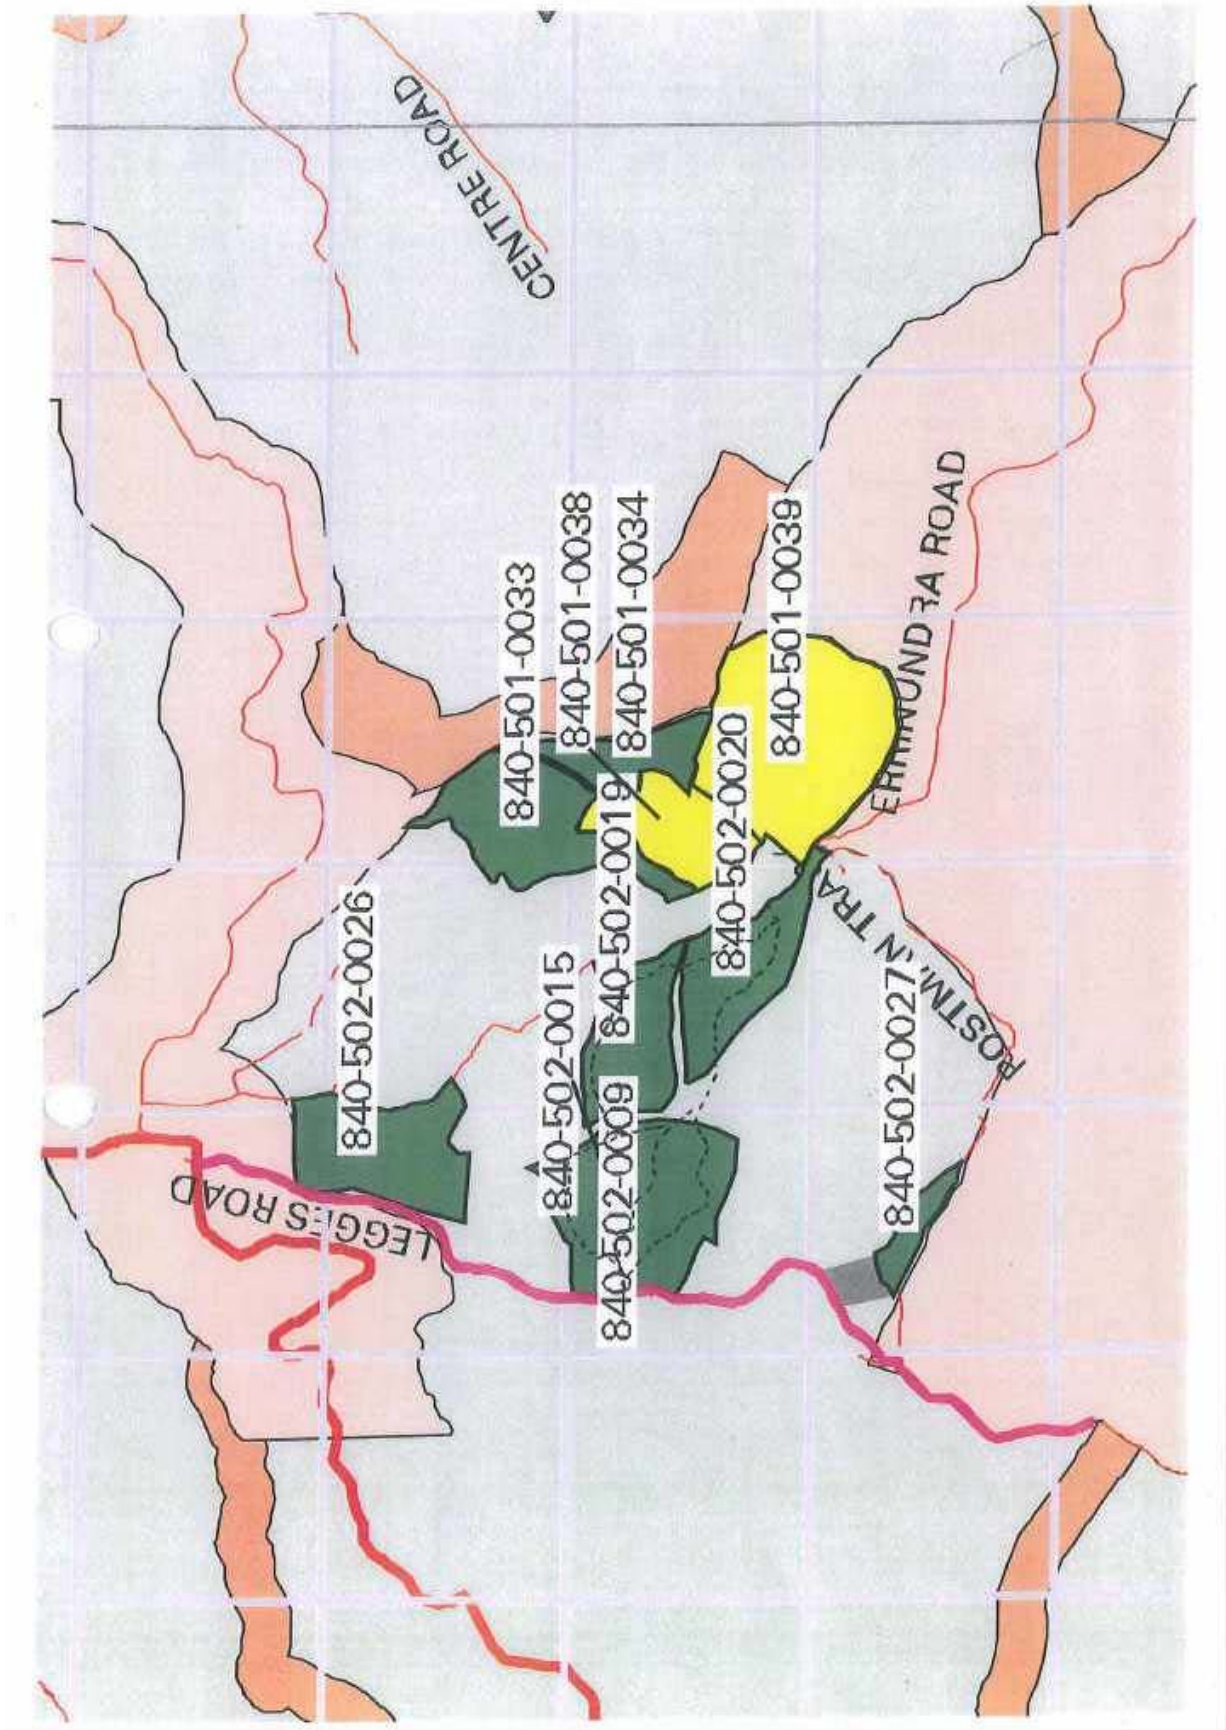 CENTRE ROAD
840-501-0033
840-501-0038
840-501-0034
840-501-0039
840-502-0019
840-502-0020
840-502-0026
840-502-0015
840-502-0009
840-502-0027
LEGGES ROAD
ERRINUNDRA ROAD
POSTMAN TRA